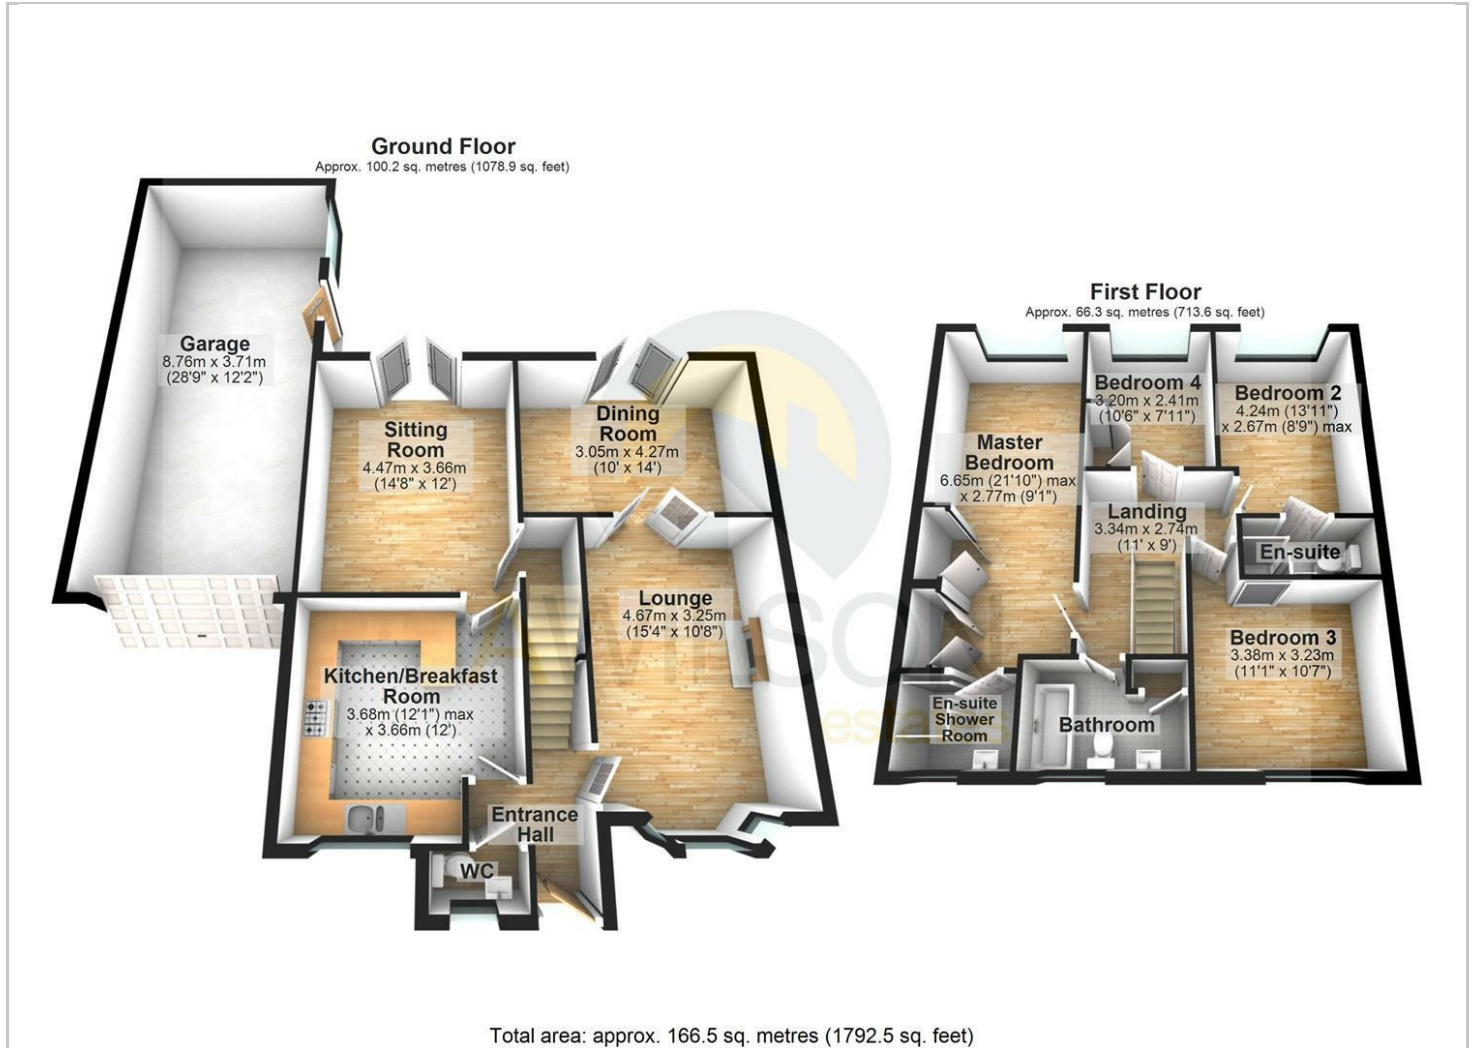 Ground Floor
Approx. 100.2 sq. metres (1078.9 sq. feet)
Garage
8.76m x 3.71m
(28'9" x 12'2")
Sitting
Room
4.47m x 3.66m
(14'8" x 12')
Dining
Room
3.05m x 4.27m
(10' x 14')
Lounge
4.67m x 3.25m
(15'4" x 10'8")
Kitchen/Breakfast
Room
3.68m (12'1") max
x 3.66m (12')
Entrance
Hall
WC
First Floor
Approx. 66.3 sq. metres (713.6 sq. feet)
Bedroom 4
3.20m x 2.41m
(10'6" x 7'11")
Bedroom 2
4.24m (13'11")
x 2.67m (8'9") max
Master
Bedroom
6.65m (21'10") max
x 2.77m (9'1")
Landing
3.34m x 2.74m
(11' x 9')
En-suite
Bedroom 3
3.38m x 3.23m
(11'1" x 10'7")
En-suite
Shower
Room
Bathroom
Total area: approx. 166.5 sq. metres (1792.5 sq. feet)